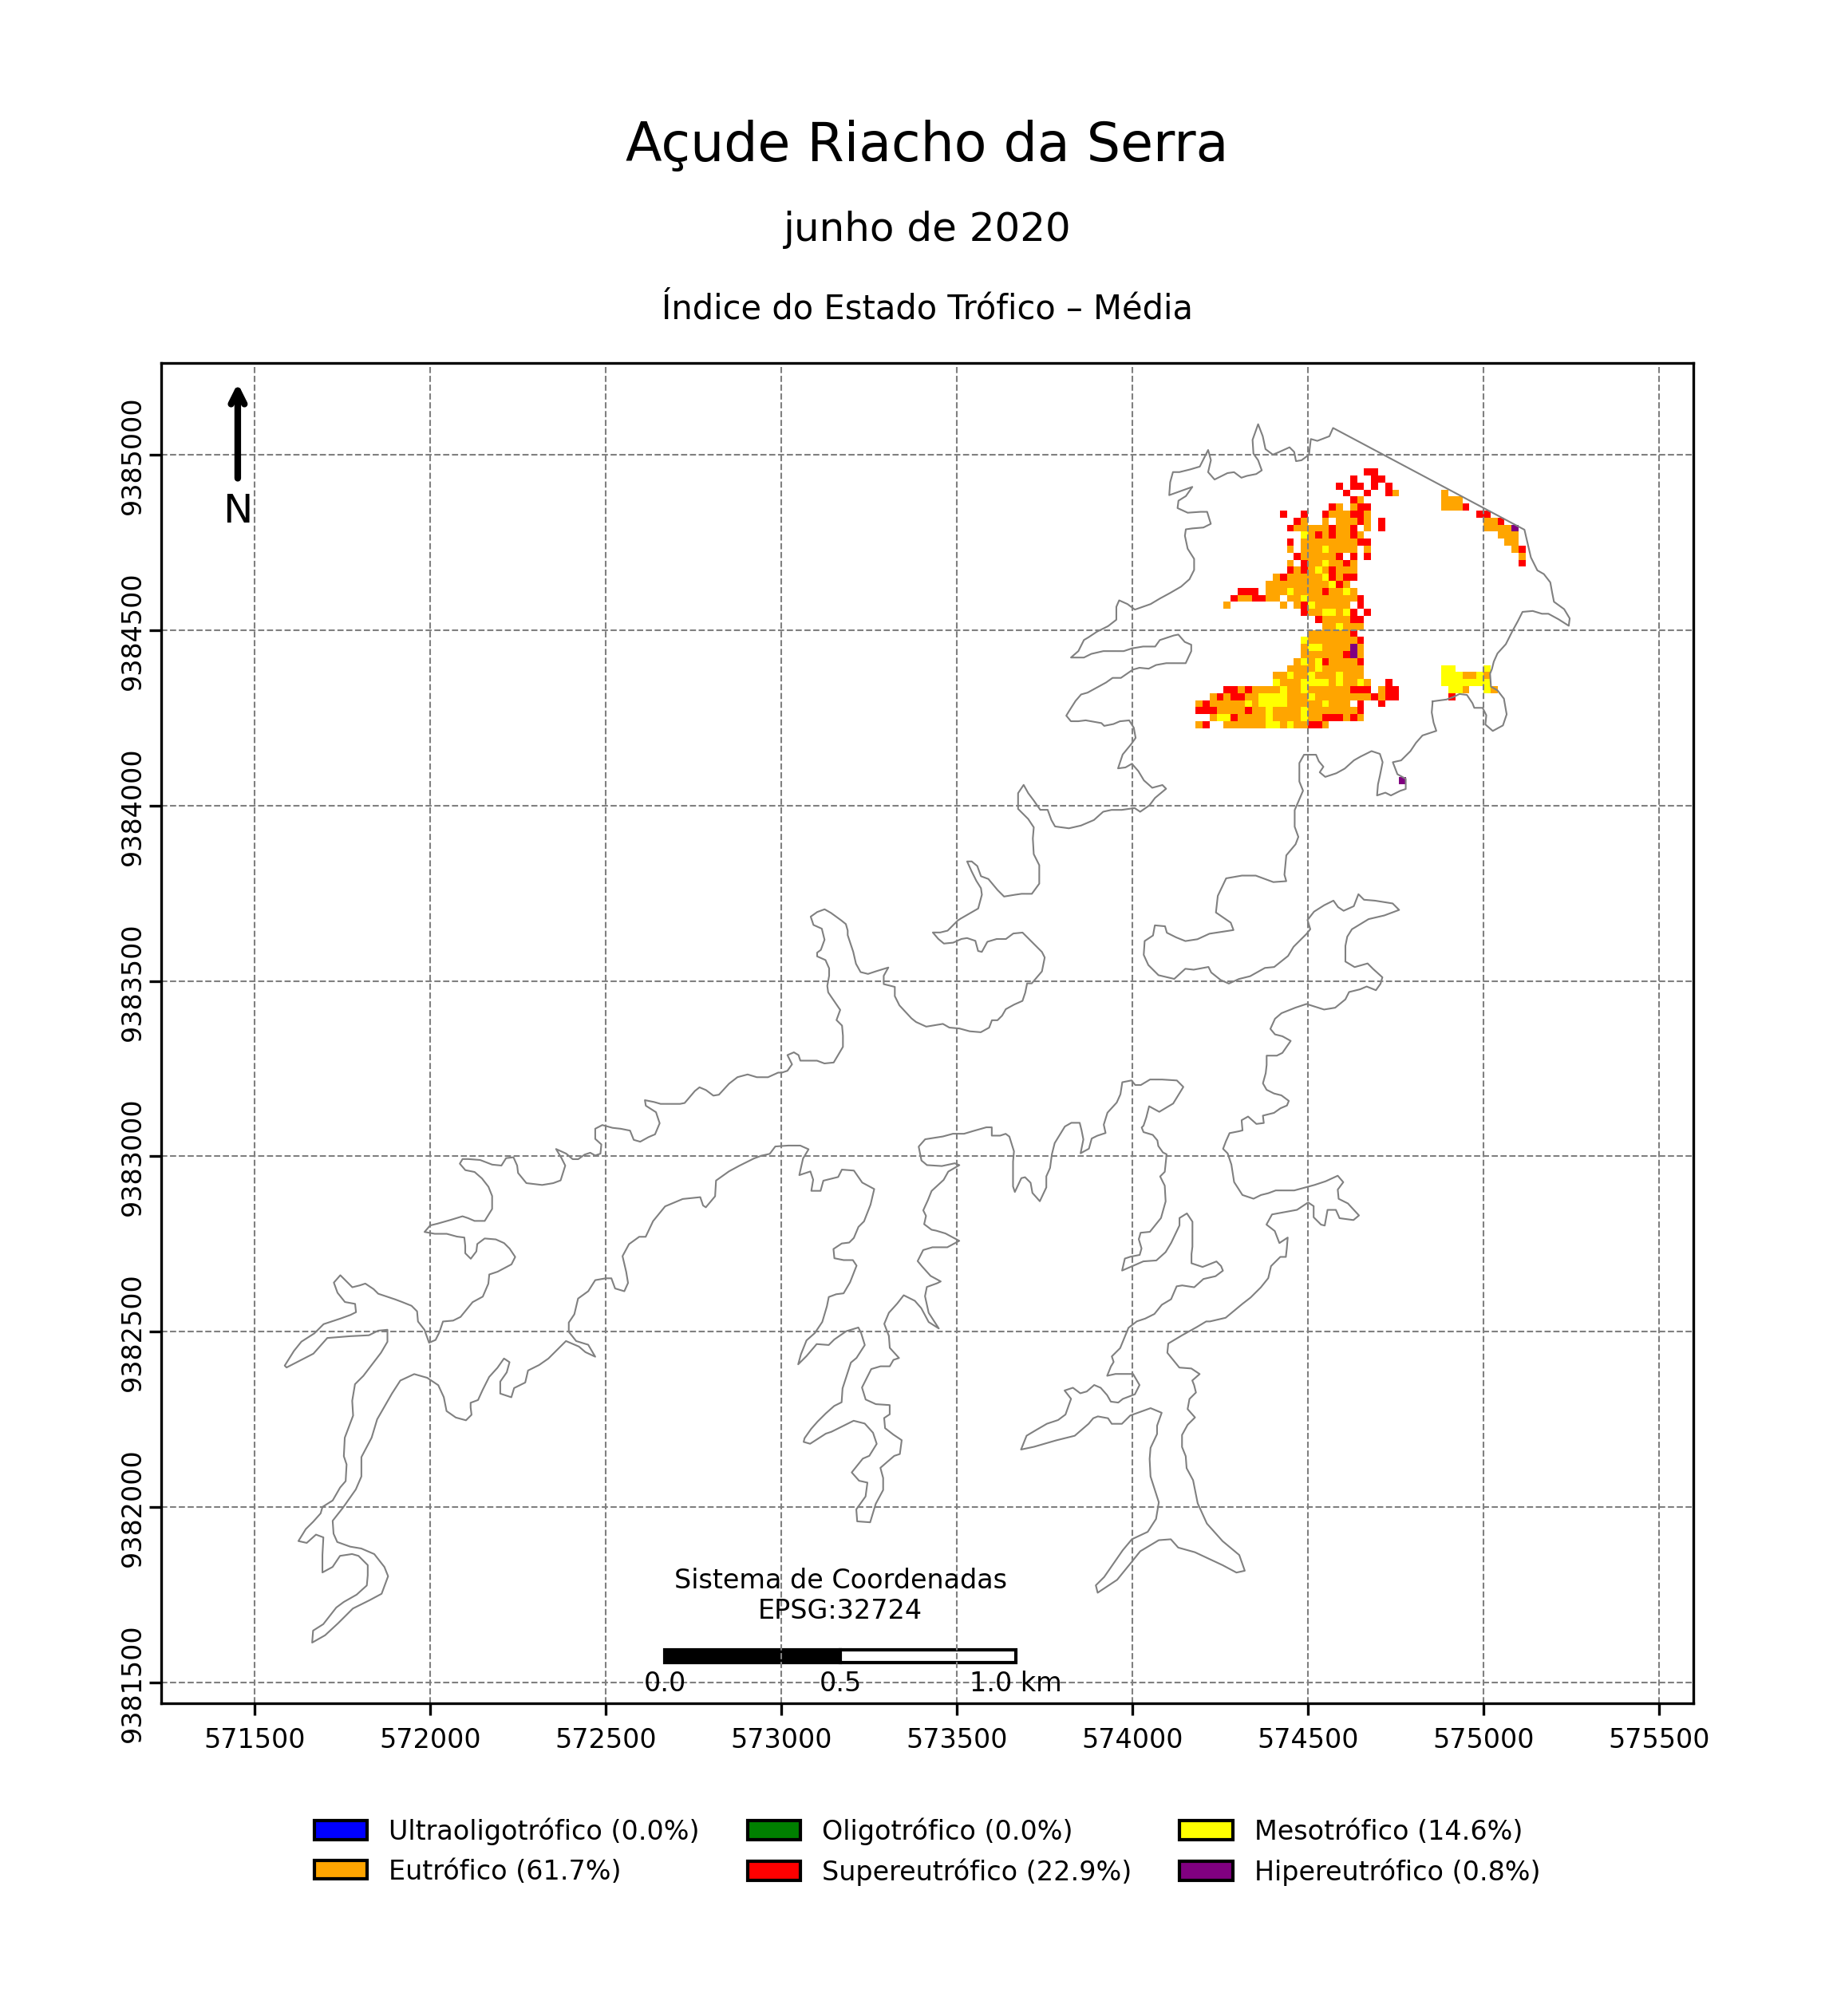 Açude Riacho da Serra
junho de 2020
Índice do Estado Trófico – Média
N
9385000
9384500
9384000
9383500
9383000
9382500
9382000
9381500
Sistema de Coordenadas
EPSG:32724
0.0 0.5 1.0 km
571500 572000 572500 573000 573500 574000 574500 575000 575500
Ultraoligotrófico (0.0%) Oligotrófico (0.0%) Mesotrófico (14.6%)
Eutrófico (61.7%) Supereutrófico (22.9%) Hipereutrófico (0.8%)